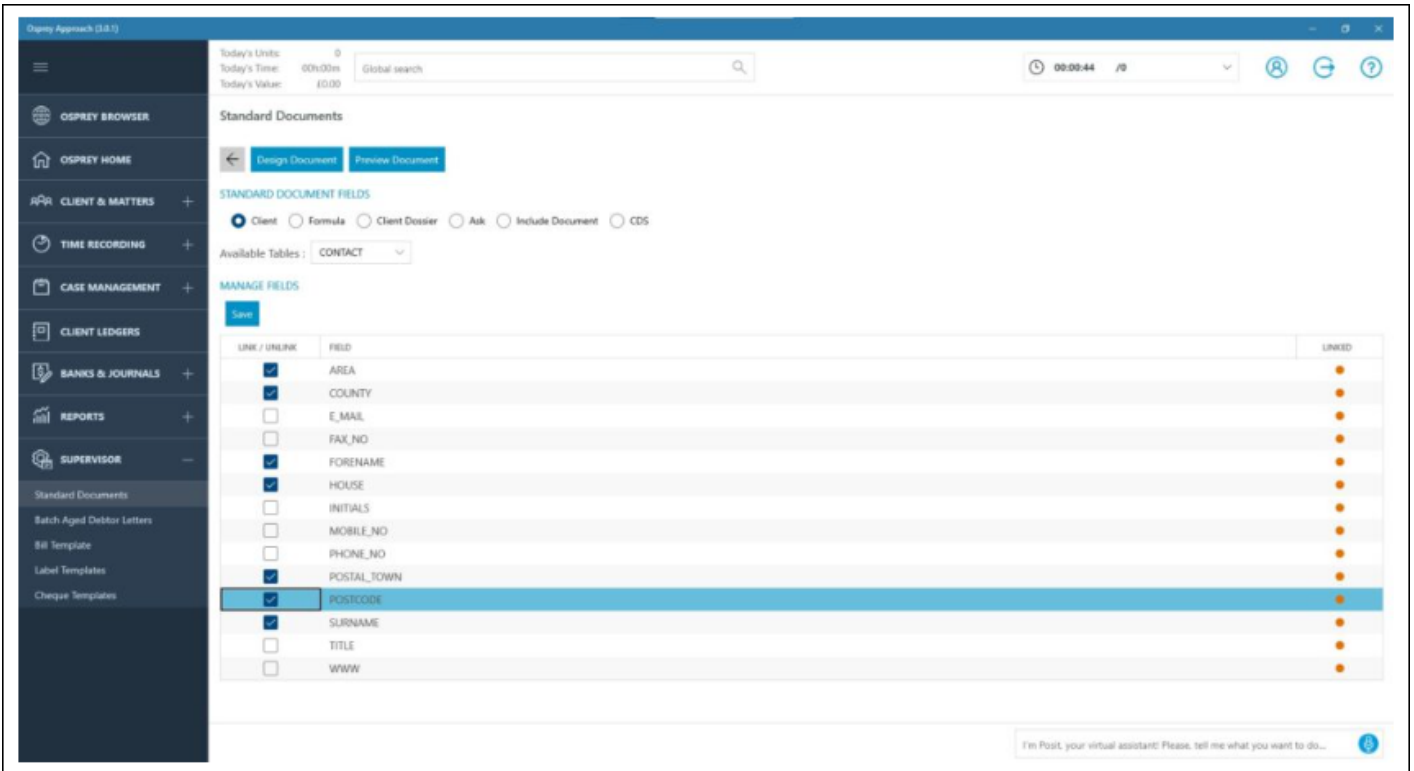 Osprey Approach (3.0.1)
Today's Units: 0
Today's Time: 00h:00m
Today's Value: £0.00
Global search
00:00:44 /0
OSPREY BROWSER
OSPREY HOME
CLIENT & MATTERS
TIME RECORDING
CASE MANAGEMENT
CLIENT LEDGERS
BANKS & JOURNALS
REPORTS
SUPERVISOR
Standard Documents
Batch Aged Debtor Letters
Bill Template
Label Templates
Cheque Templates
Standard Documents
Design Document Preview Document
STANDARD DOCUMENT FIELDS
Client Formula Client Dossier Ask Include Document CDS
Available Tables : CONTACT
MANAGE FIELDS
Save
LINK / UNLINK FIELD LINKED
AREA
COUNTY
E_MAIL
FAX_NO
FORENAME
HOUSE
INITIALS
MOBILE_NO
PHONE_NO
POSTAL_TOWN
POSTCODE
SURNAME
TITLE
WWW
I'm Posit, your virtual assistant! Please, tell me what you want to do...